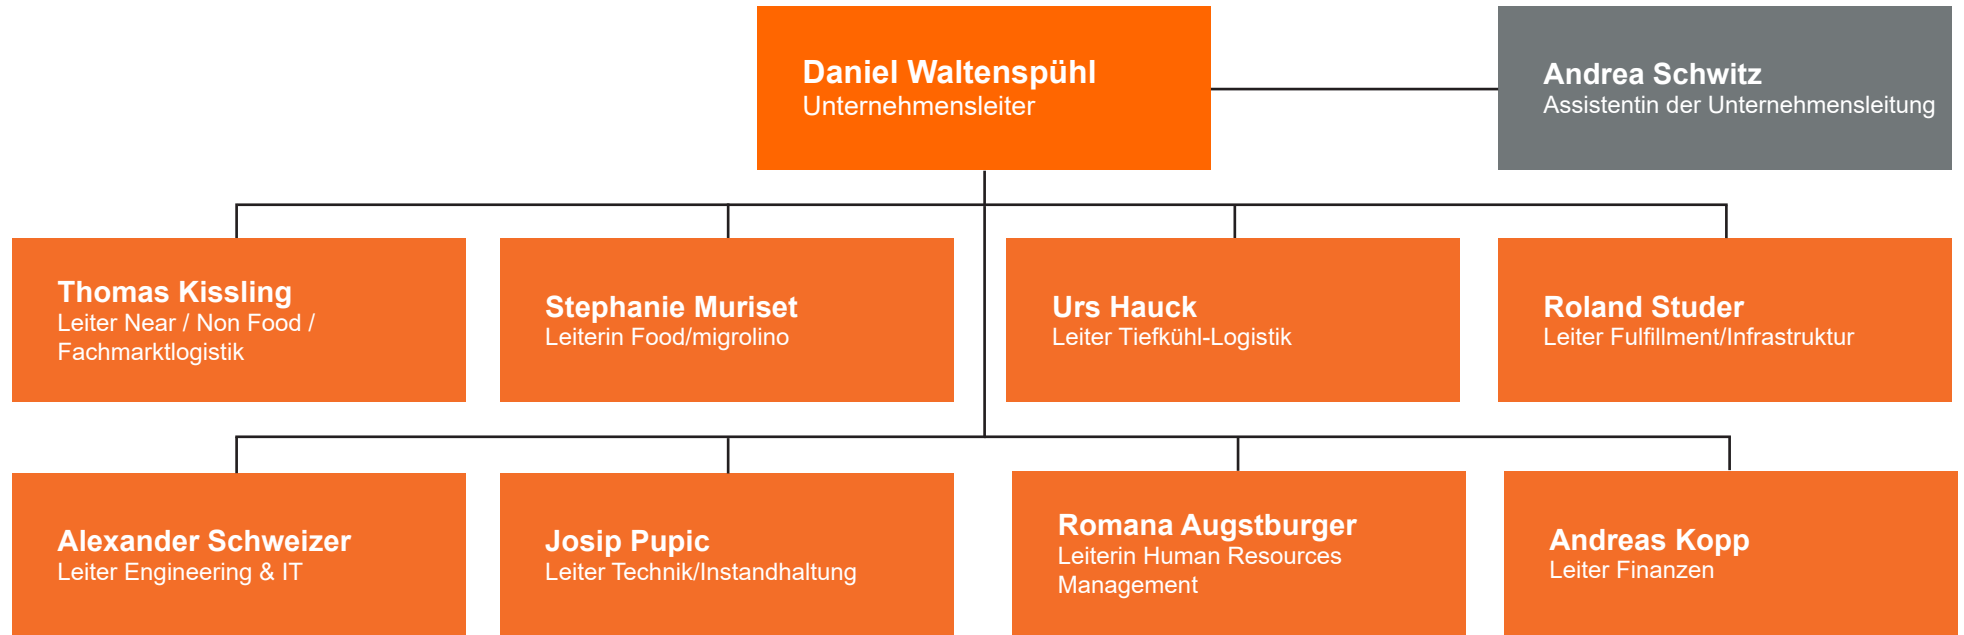 Daniel Waltenspühl
Unternehmensleiter
Andrea Schwitz
Assistentin der Unternehmensleitung
Thomas Kissling
Leiter Near / Non Food /
Fachmarktlogistik
Stephanie Muriset
Leiterin Food/migrolino
Urs Hauck
Leiter Tiefkühl-Logistik
Roland Studer
Leiter Fulfillment/Infrastruktur
Alexander Schweizer
Leiter Engineering & IT
Josip Pupic
Leiter Technik/Instandhaltung
Romana Augstburger
Leiterin Human Resources
Management
Andreas Kopp
Leiter Finanzen